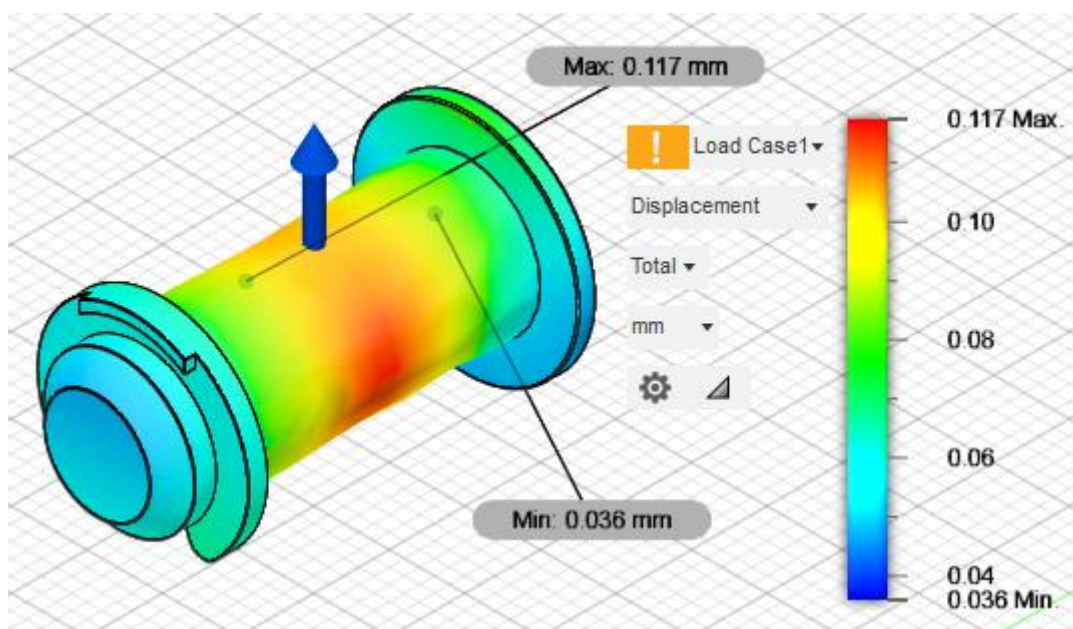 Max: 0.117 mm
Load Case1
Displacement
Total
mm
Min: 0.036 mm
0.117 Max.
0.10
0.08
0.06
0.04
0.036 Min.